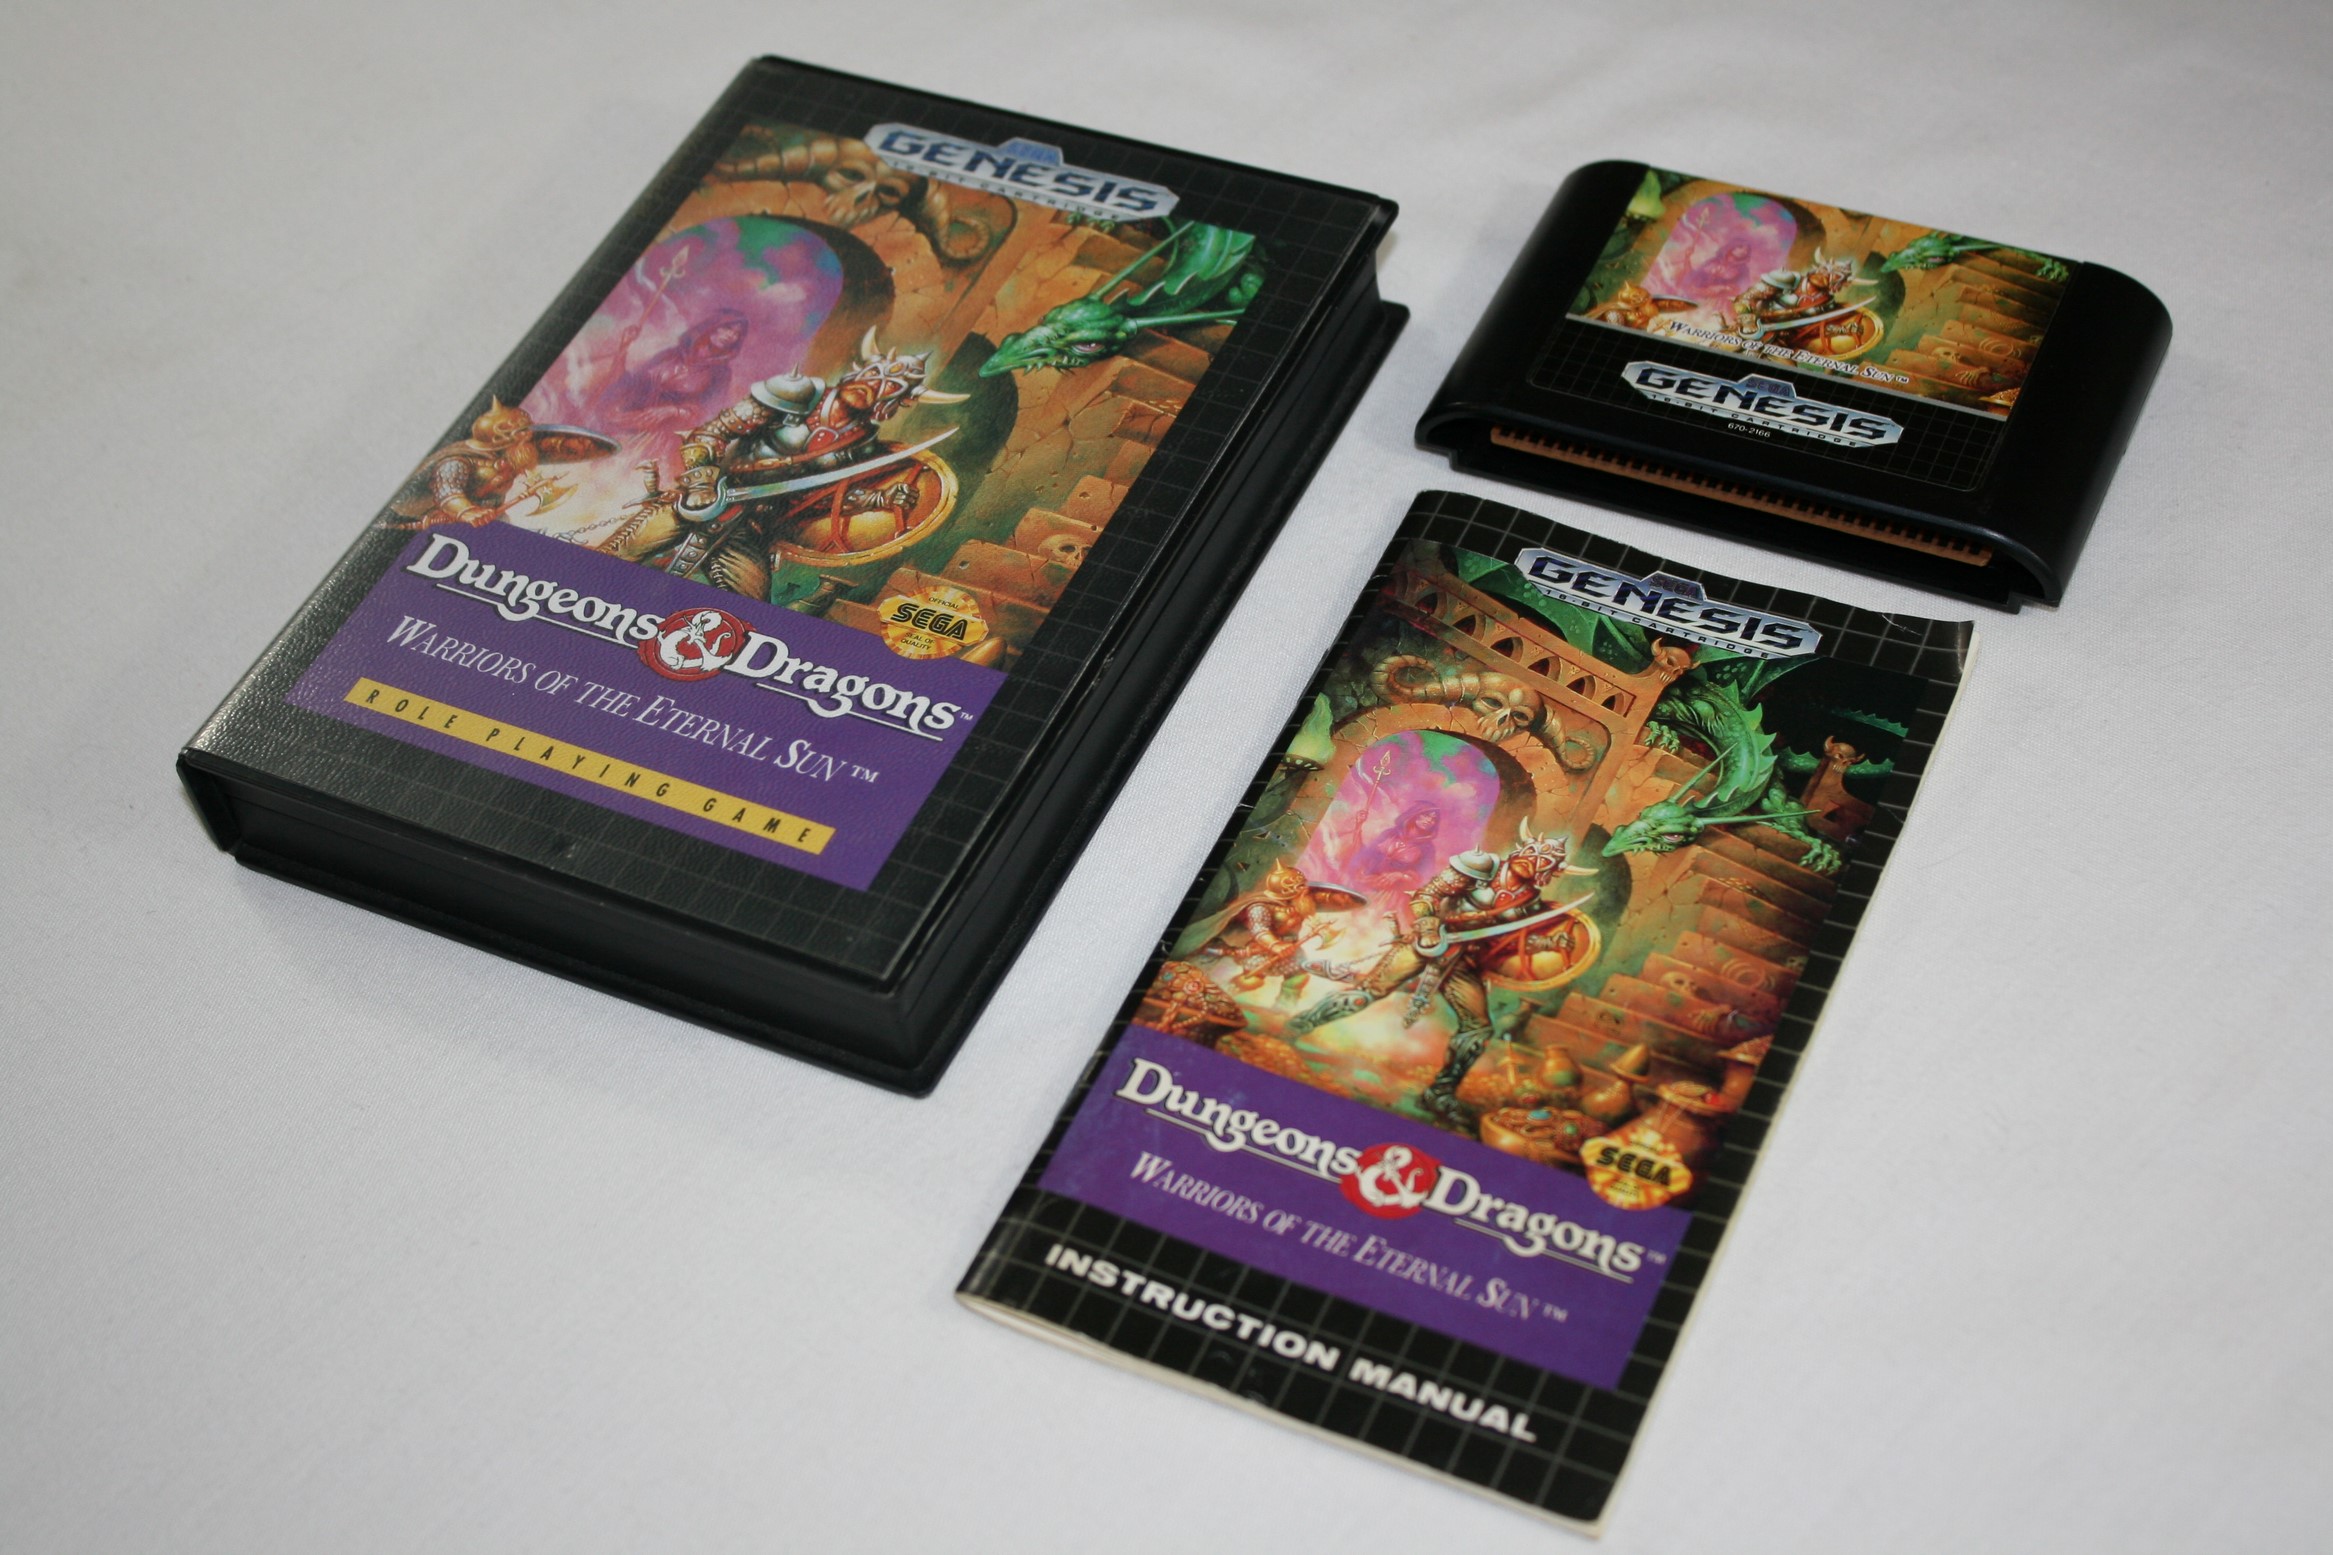 SEGA
GENESIS
16-BIT CARTRIDGE
OFFICIAL
SEGA
SEAL OF
QUALITY
Dungeons & Dragons™
WARRIORS OF THE ETERNAL SUN™
ROLE PLAYING GAME
WARRIORS OF THE ETERNAL SUN™
SEGA
GENESIS
16-BIT CARTRIDGE
670-2166
SEGA
GENESIS
16-BIT CARTRIDGE
SEGA
Dungeons & Dragons™
WARRIORS OF THE ETERNAL SUN™
INSTRUCTION MANUAL